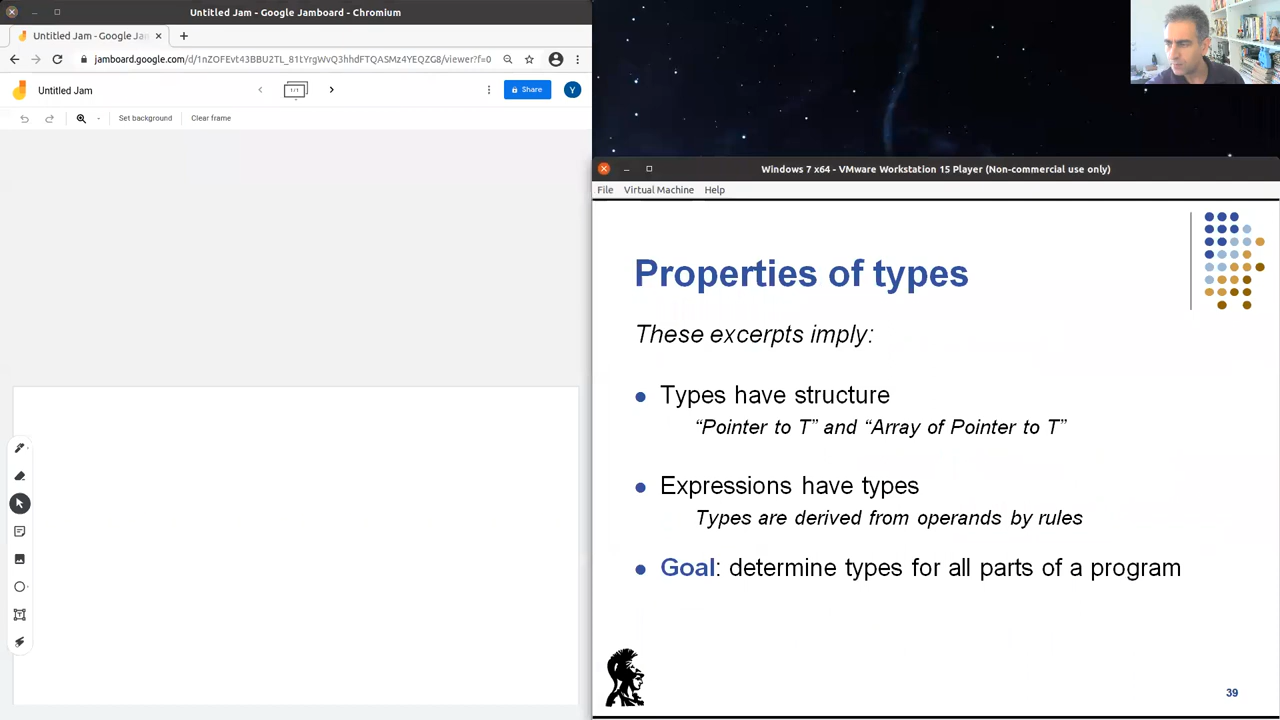 Untitled Jam - Google Jamboard - Chromium
Untitled Jam - Google Jam
jamboard.google.com/d/1nZOFEvt43BBU2TL_81tYrgWvQ3hhdFTQASMz4YEQZG8/viewer?f=0
Untitled Jam
1/1
Share
Y
Set background
Clear frame
Windows 7 x64 - VMware Workstation 15 Player (Non-commercial use only)
File Virtual Machine Help
Properties of types
These excerpts imply:
Types have structure
“Pointer to T” and “Array of Pointer to T”
Expressions have types
Types are derived from operands by rules
Goal: determine types for all parts of a program
39